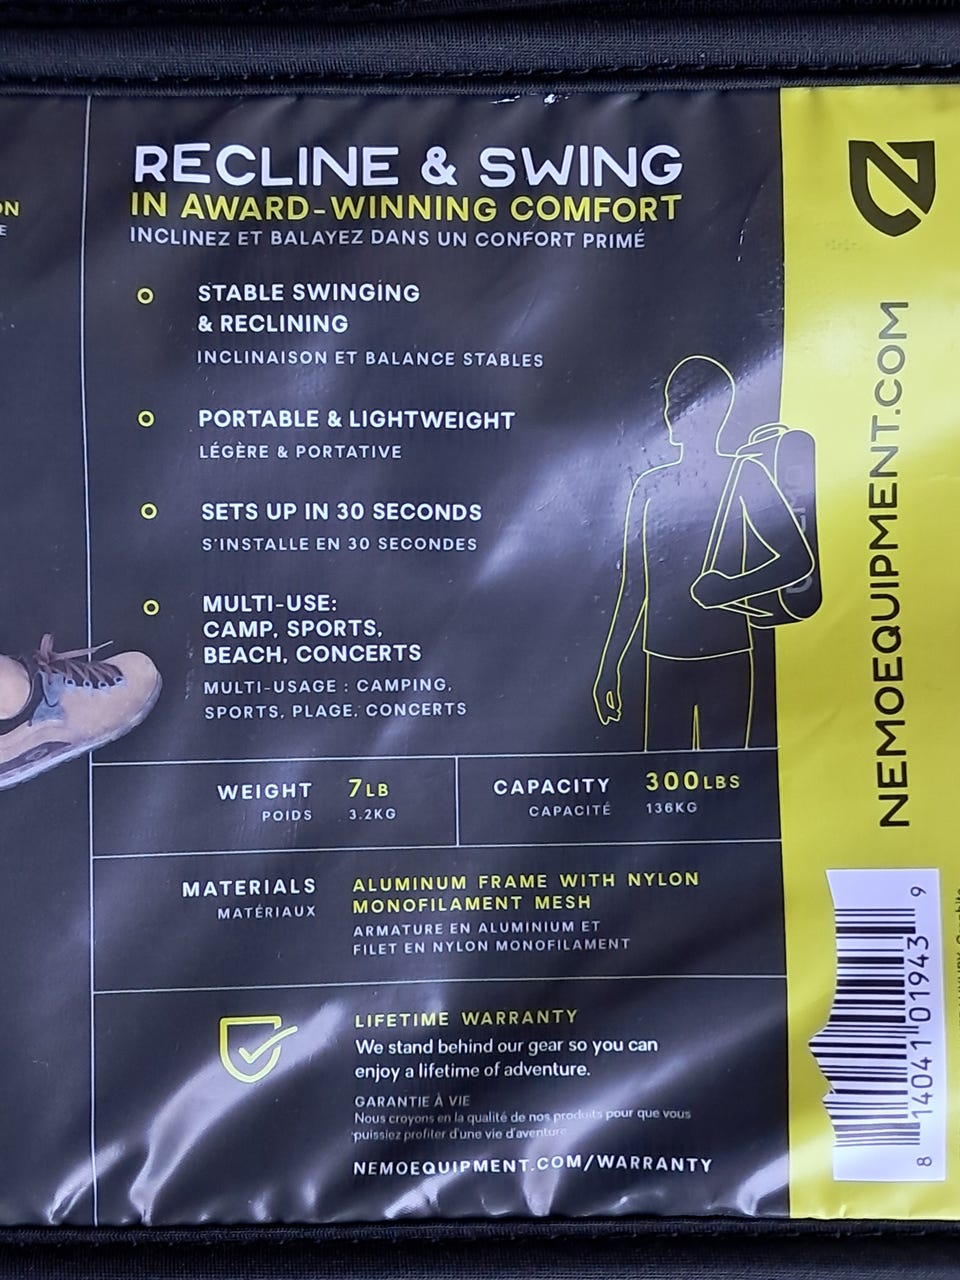 ON
E
RECLINE & SWING
IN AWARD-WINNING COMFORT
INCLINEZ ET BALAYEZ DANS UN CONFORT PRIMÉ
STABLE SWINGING
& RECLINING
INCLINAISON ET BALANCE STABLES
PORTABLE & LIGHTWEIGHT
LÉGÈRE & PORTATIVE
SETS UP IN 30 SECONDS
S'INSTALLE EN 30 SECONDES
MULTI-USE:
CAMP, SPORTS,
BEACH, CONCERTS
MULTI-USAGE : CAMPING,
SPORTS, PLAGE, CONCERTS
WEIGHT 7LB
POIDS 3.2KG
CAPACITY 300LBS
CAPACITÉ 136KG
MATERIALS ALUMINUM FRAME WITH NYLON
MONOFILAMENT MESH
MATÉRIAUX ARMATURE EN ALUMINIUM ET
FILET EN NYLON MONOFILAMENT
LIFETIME WARRANTY
We stand behind our gear so you can
enjoy a lifetime of adventure.
GARANTIE À VIE
Nous croyons en la qualité de nos produits pour que vous
puissiez profiter d'une vie d'aventure.
NEMOEQUIPMENT.COM/WARRANTY
NEMOEQUIPMENT.COM
8 14041 01943 9